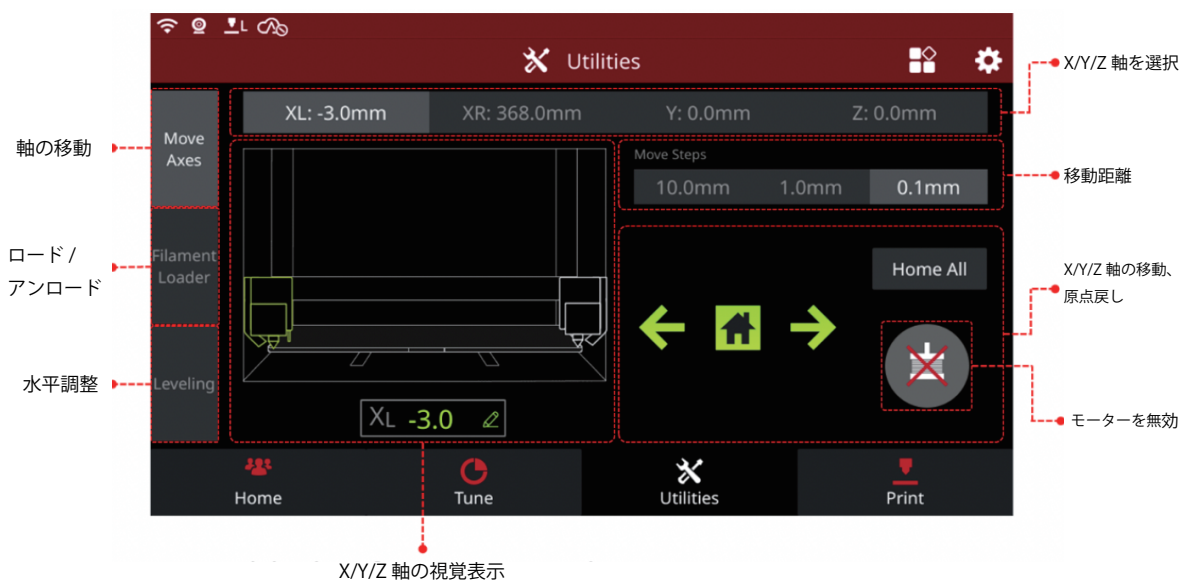 L
Utilities
X/Y/Z 軸を選択
XL: -3.0mm XR: 368.0mm Y: 0.0mm Z: 0.0mm
軸の移動
Move
Axes
Move Steps
10.0mm 1.0mm 0.1mm
移動距離
ロード /
アンロード
Filament
Loader
Home All
X/Y/Z 軸の移動、
原点戻し
水平調整
Leveling
XL -3.0
モーターを無効
Home Tune Utilities Print
X/Y/Z 軸の視覚表示